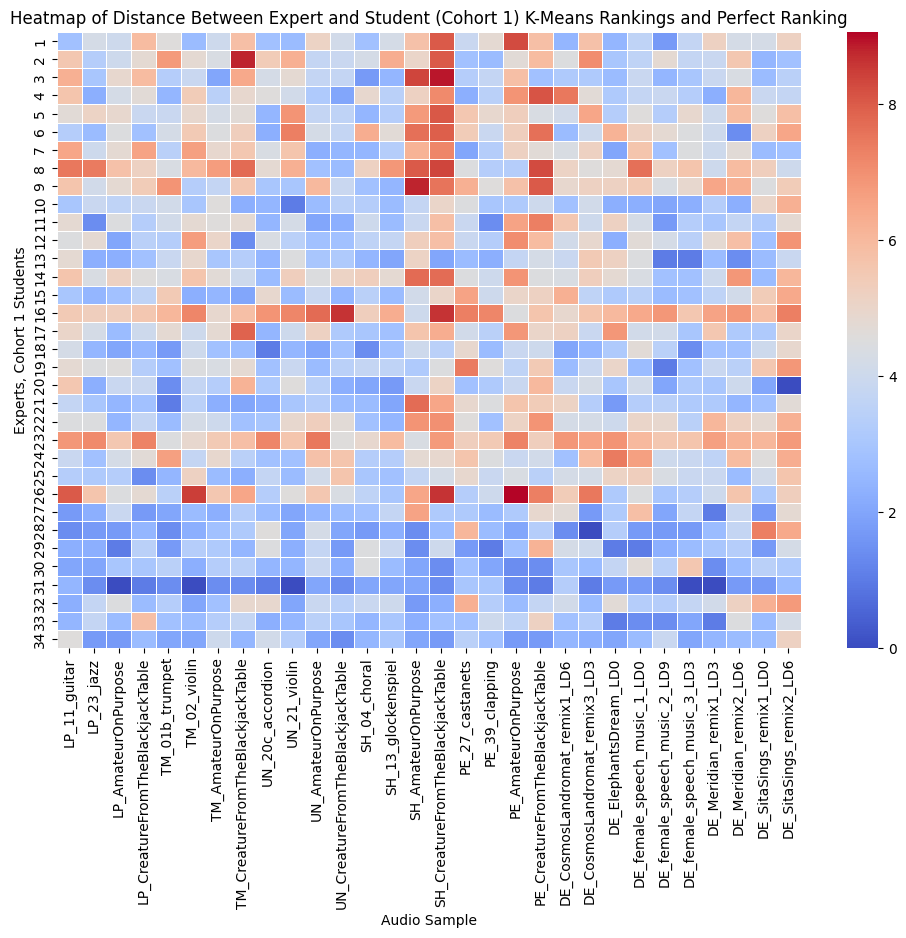 Heatmap of Distance Between Expert and Student (Cohort 1) K-Means Rankings and Perfect Ranking
Experts, Cohort 1 Students
1
2
3
4
5
6
7
8
9
10
11
12
13
14
15
16
17
18
19
20
21
22
23
24
25
26
27
28
29
30
31
32
33
34
8
6
4
2
0
LP_11_guitar
LP_23_jazz
LP_AmateurOnPurpose
LP_CreatureFromTheBlackjackTable
TM_01b_trumpet
TM_02_violin
TM_AmateurOnPurpose
TM_CreatureFromTheBlackjackTable
UN_20c_accordion
UN_21_violin
UN_AmateurOnPurpose
UN_CreatureFromTheBlackjackTable
SH_04_choral
SH_13_glockenspiel
SH_AmateurOnPurpose
SH_CreatureFromTheBlackjackTable
PE_27_castanets
PE_39_clapping
PE_AmateurOnPurpose
PE_CreatureFromTheBlackjackTable
DE_CosmosLandromat_remix1_LD6
DE_CosmosLandromat_remix3_LD3
DE_ElephantsDream_LD0
DE_female_speech_music_1_LD0
DE_female_speech_music_2_LD9
DE_female_speech_music_3_LD3
DE_Meridian_remix1_LD3
DE_Meridian_remix2_LD6
DE_SitaSings_remix1_LD0
DE_SitaSings_remix2_LD6
Audio Sample